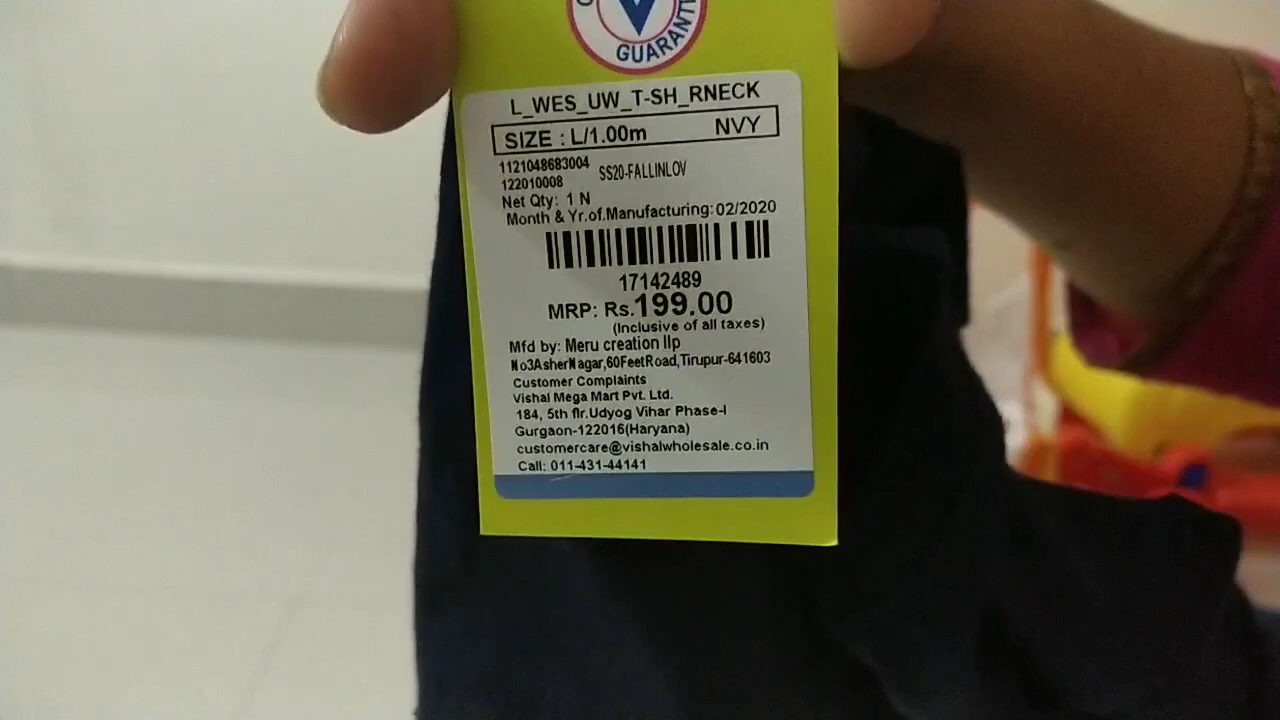 GUARANT
L_WES_UW_T-SH_RNECK
SIZE : L/1.00m NVY
1121048683004
122010008 SS20-FALLINLOV
Net Qty: 1 N
Month & Yr.of.Manufacturing:02/2020
17142489
MRP: Rs.199.00
(Inclusive of all taxes)
Mfd by: Meru creation llp
No3AsherNagar,60FeetRoad,Tirupur-641603
Customer Complaints
Vishal Mega Mart Pvt. Ltd.
184, 5th flr.Udyog Vihar Phase-I
Gurgaon-122016(Haryana)
customercare@vishalwholesale.co.in
Call: 011-431-44141